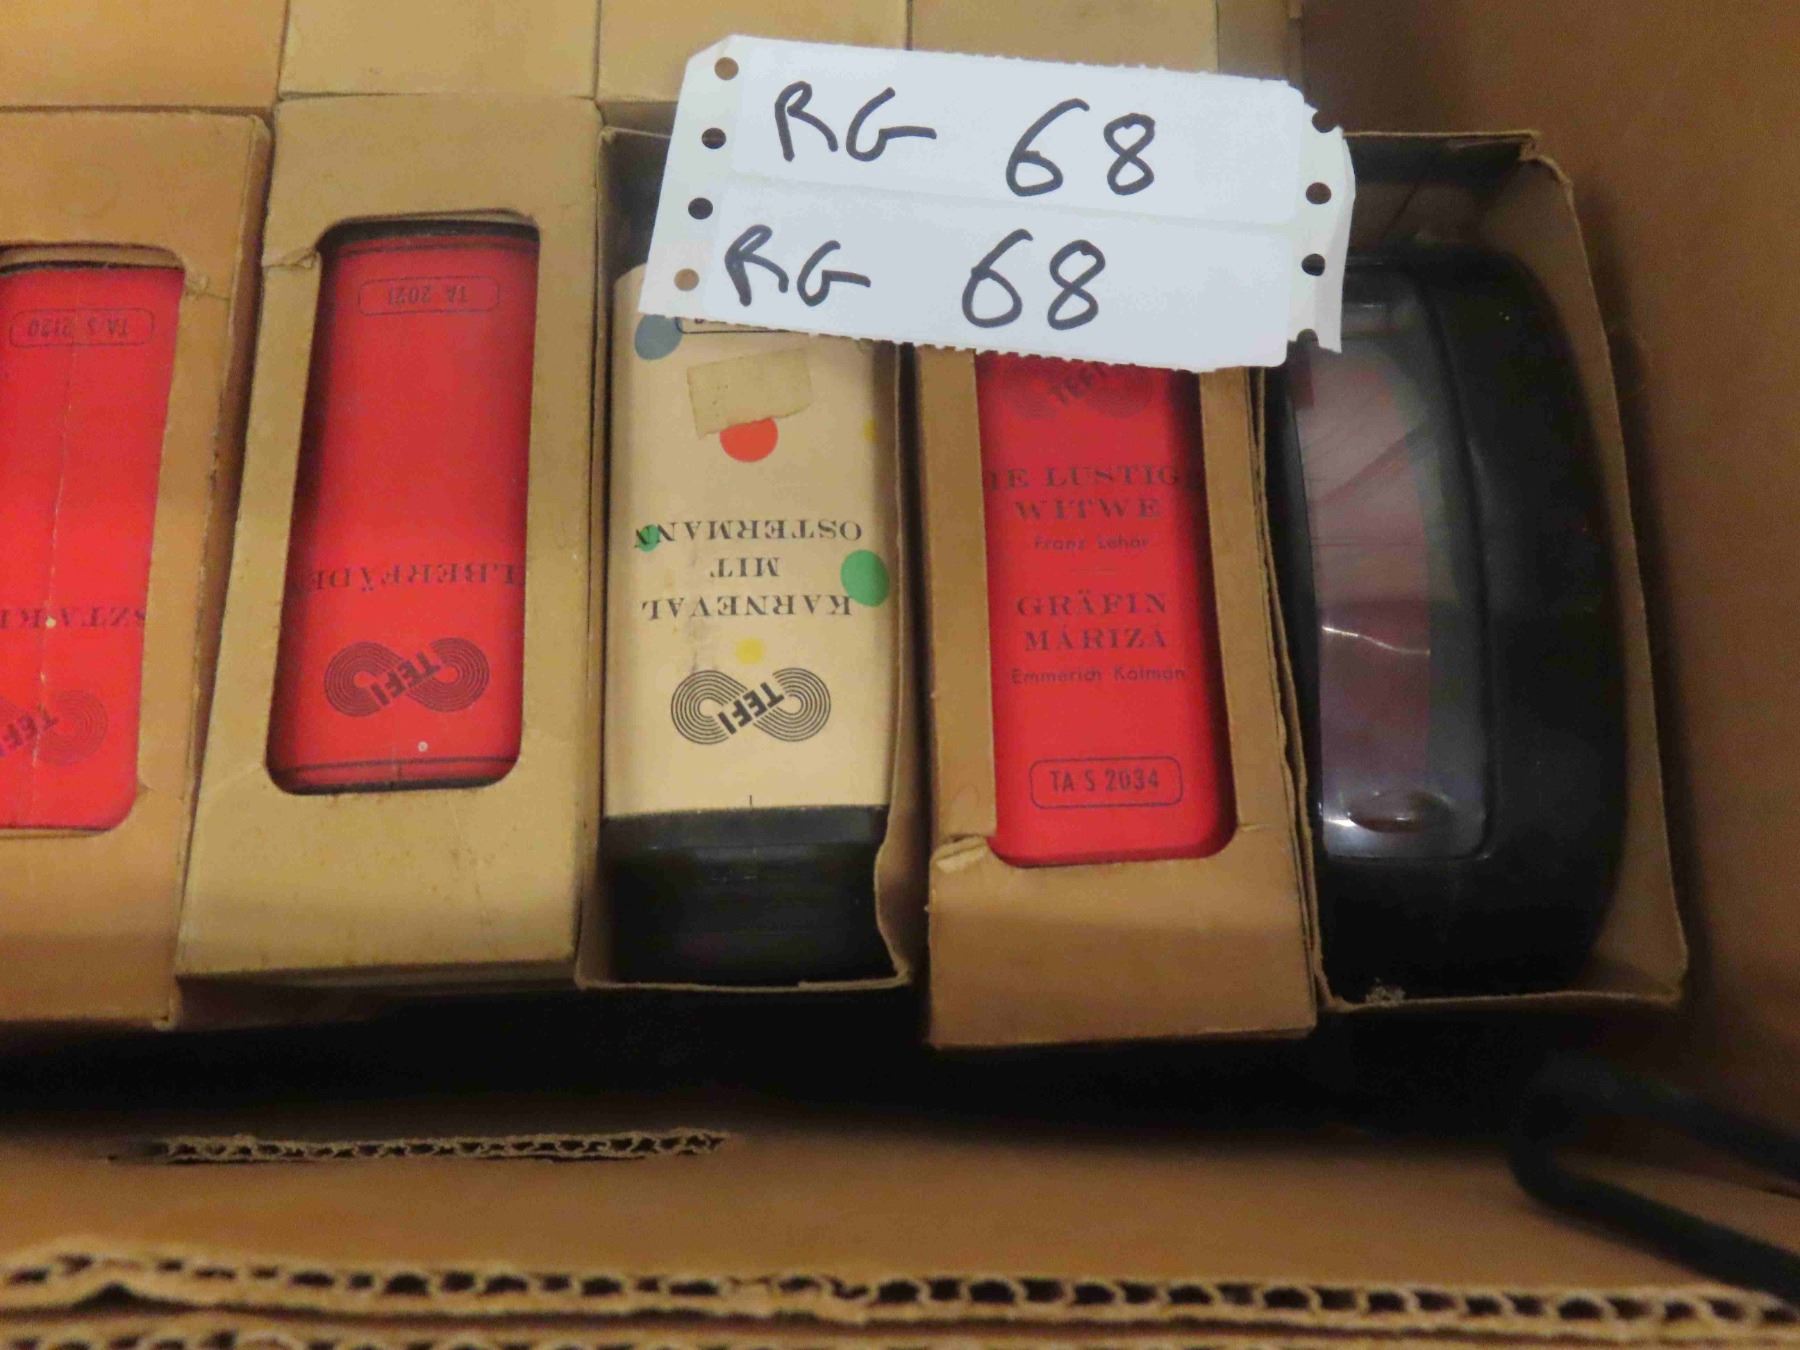 RG 68
RG 68
TA S 2120
TEFI
TA 2021
TEFI
KARNEVAL
MIT
OSTERMANN
TEFI
TEFI
WITWE
Franz Lehar
GRÄFIN
MARIZA
Emmerich Kalman
TA S 2034